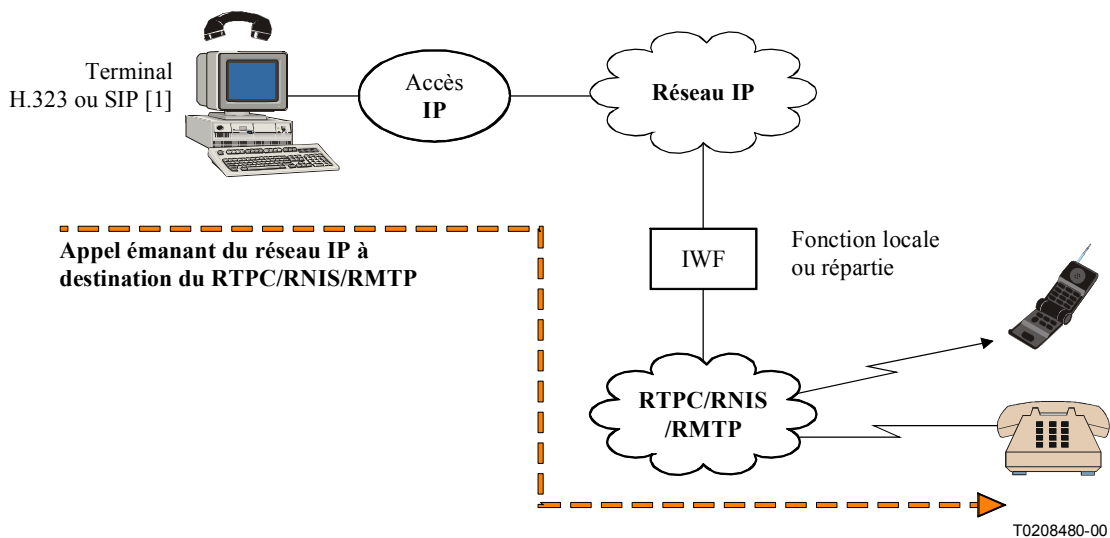 Terminal
H.323 ou SIP [1]
Accès
IP
Réseau IP
Appel émanant du réseau IP à
destination du RTPC/RNIS/RMTP
IWF
Fonction locale
ou répartie
RTPC/RNIS
/RMTP
T0208480-00